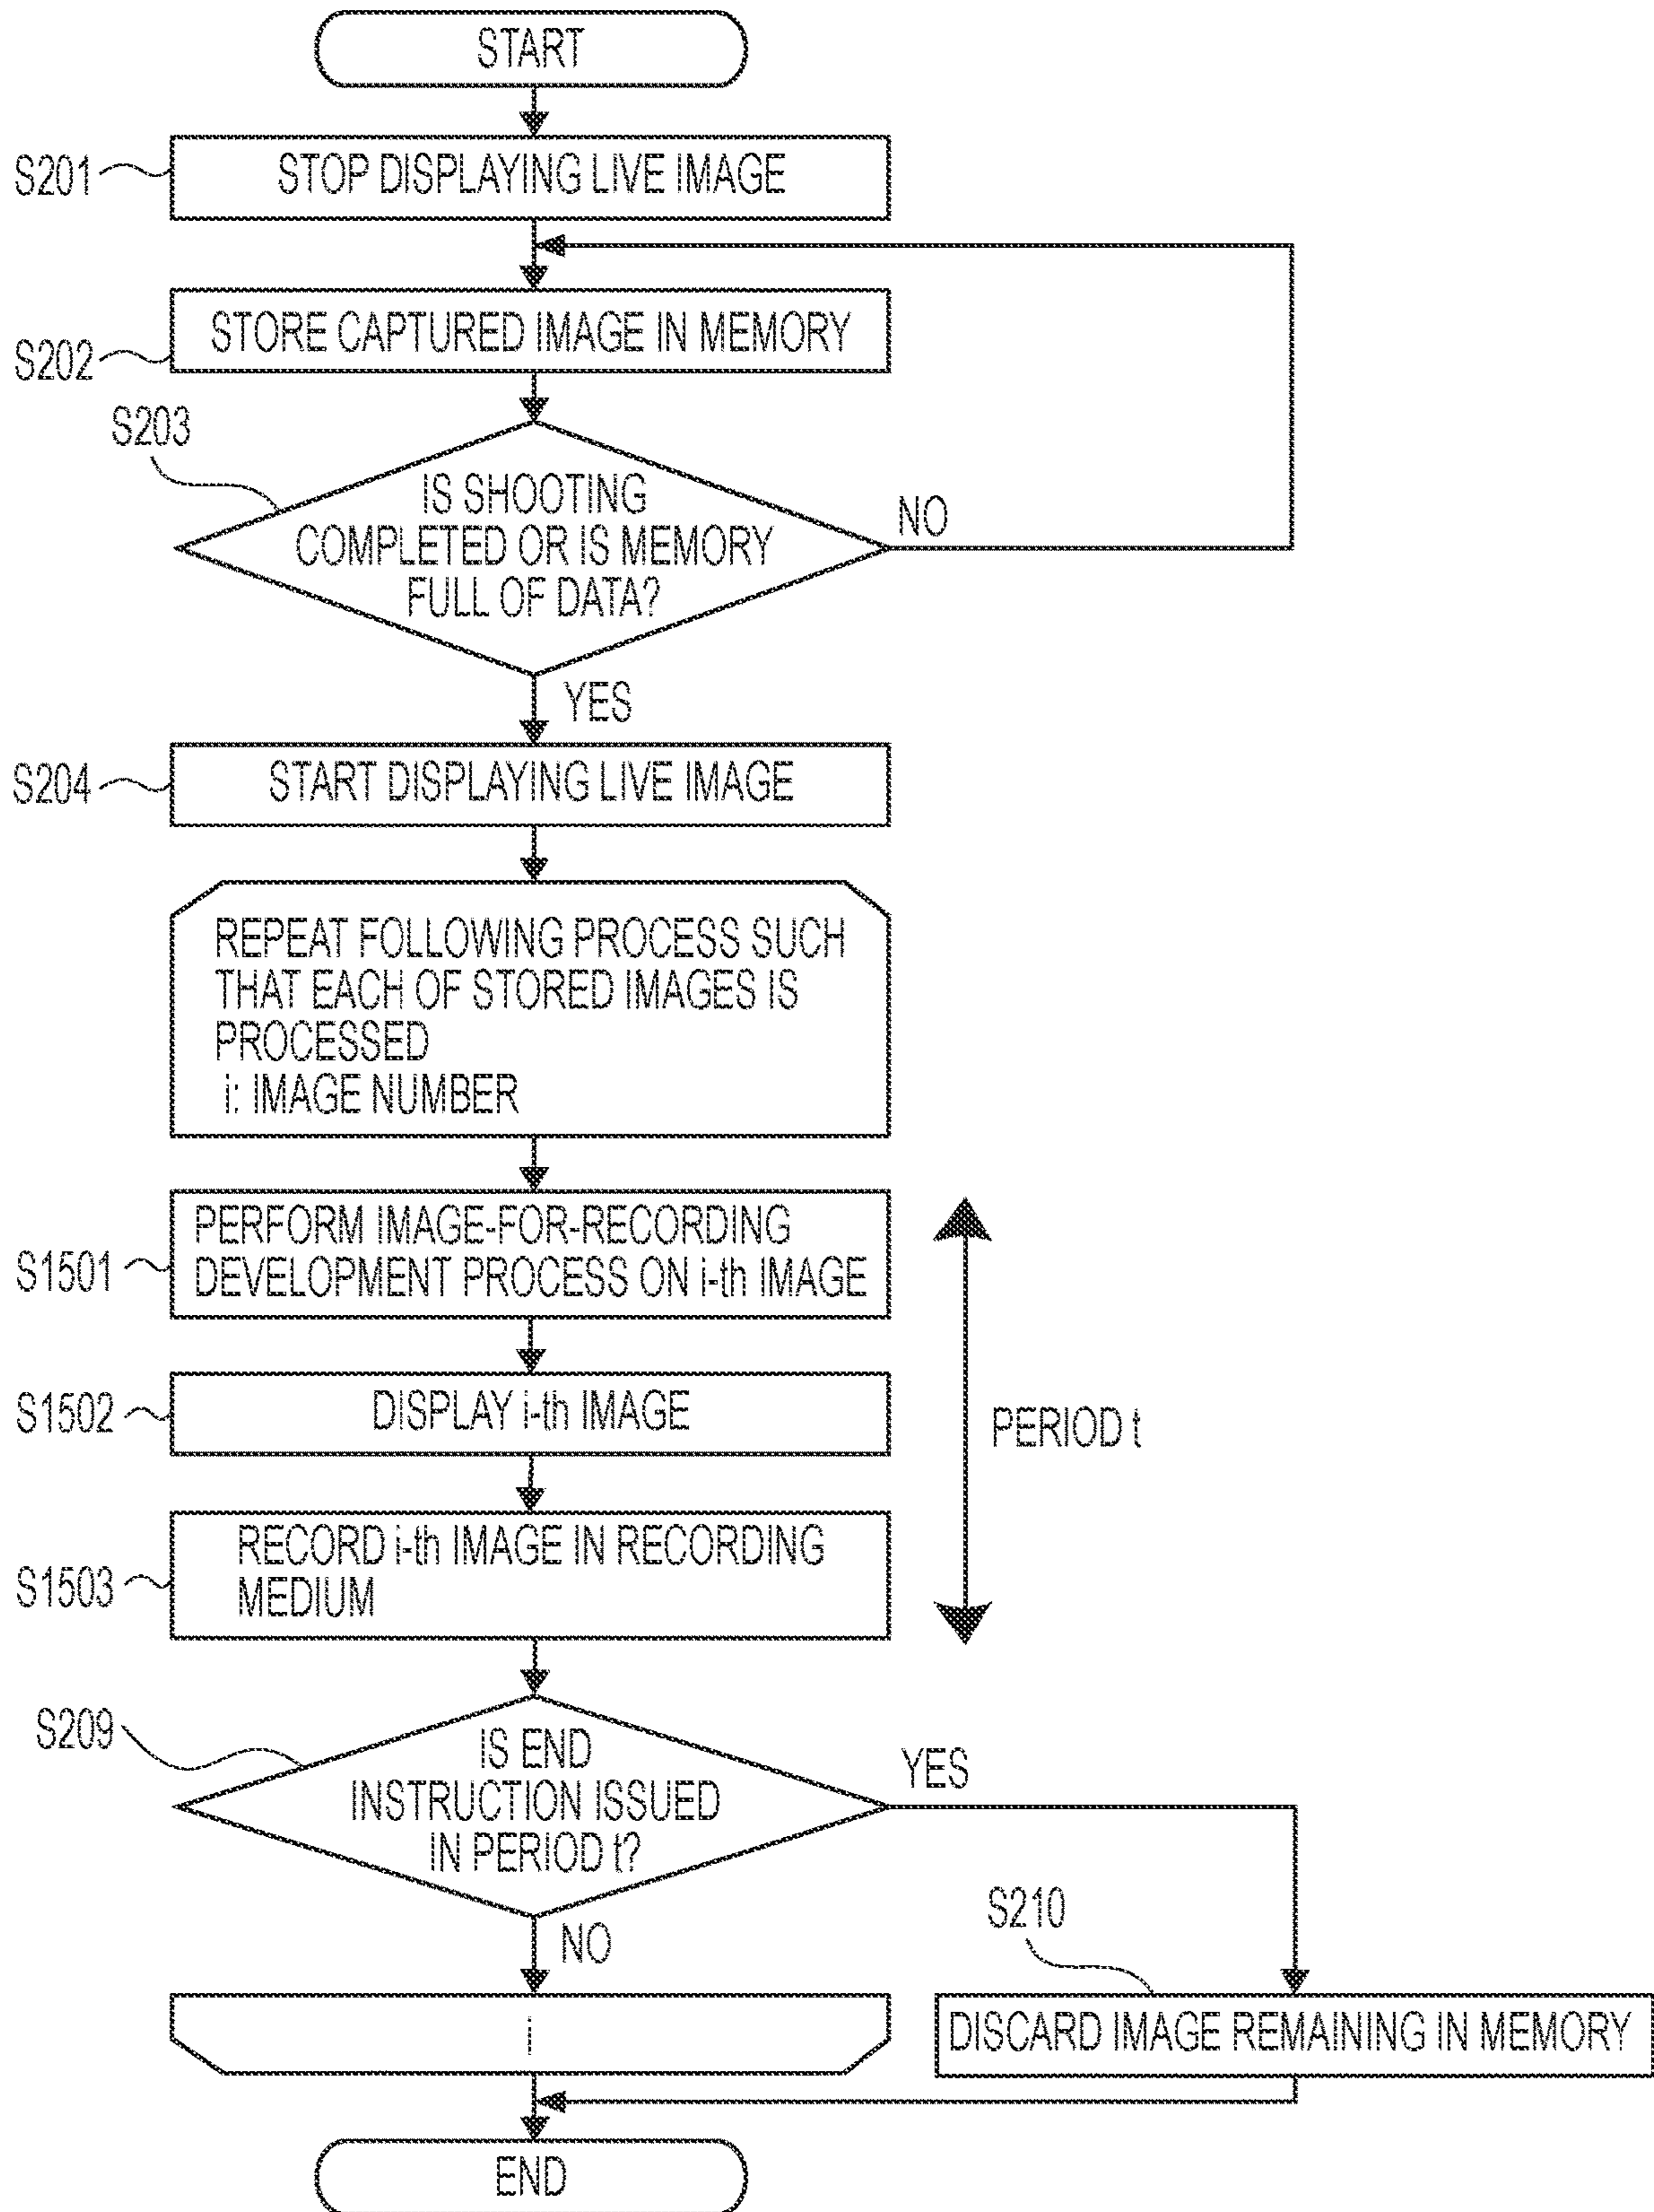 START
S201
STOP DISPLAYING LIVE IMAGE
S202
STORE CAPTURED IMAGE IN MEMORY
S203
IS SHOOTING
COMPLETED OR IS MEMORY
FULL OF DATA?
NO
YES
S204
START DISPLAYING LIVE IMAGE
REPEAT FOLLOWING PROCESS SUCH
THAT EACH OF STORED IMAGES IS
PROCESSED
i: IMAGE NUMBER
S1501
PERFORM IMAGE-FOR-RECORDING
DEVELOPMENT PROCESS ON i-th IMAGE
S1502
DISPLAY i-th IMAGE
PERIOD t
S1503
RECORD i-th IMAGE IN RECORDING
MEDIUM
S209
IS END
INSTRUCTION ISSUED
IN PERIOD t?
YES
NO
S210
i
DISCARD IMAGE REMAINING IN MEMORY
END